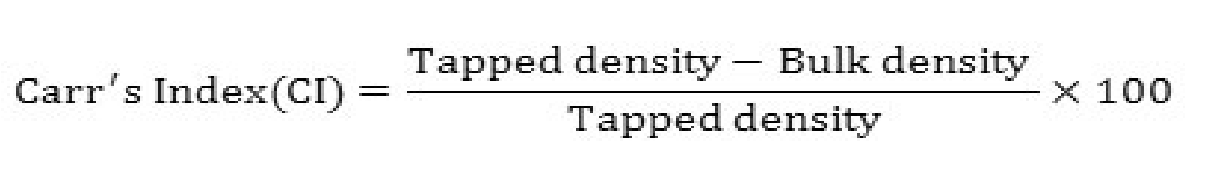 Tapped density − Bulk density
Carr's Index(CI) = × 100
Tapped density